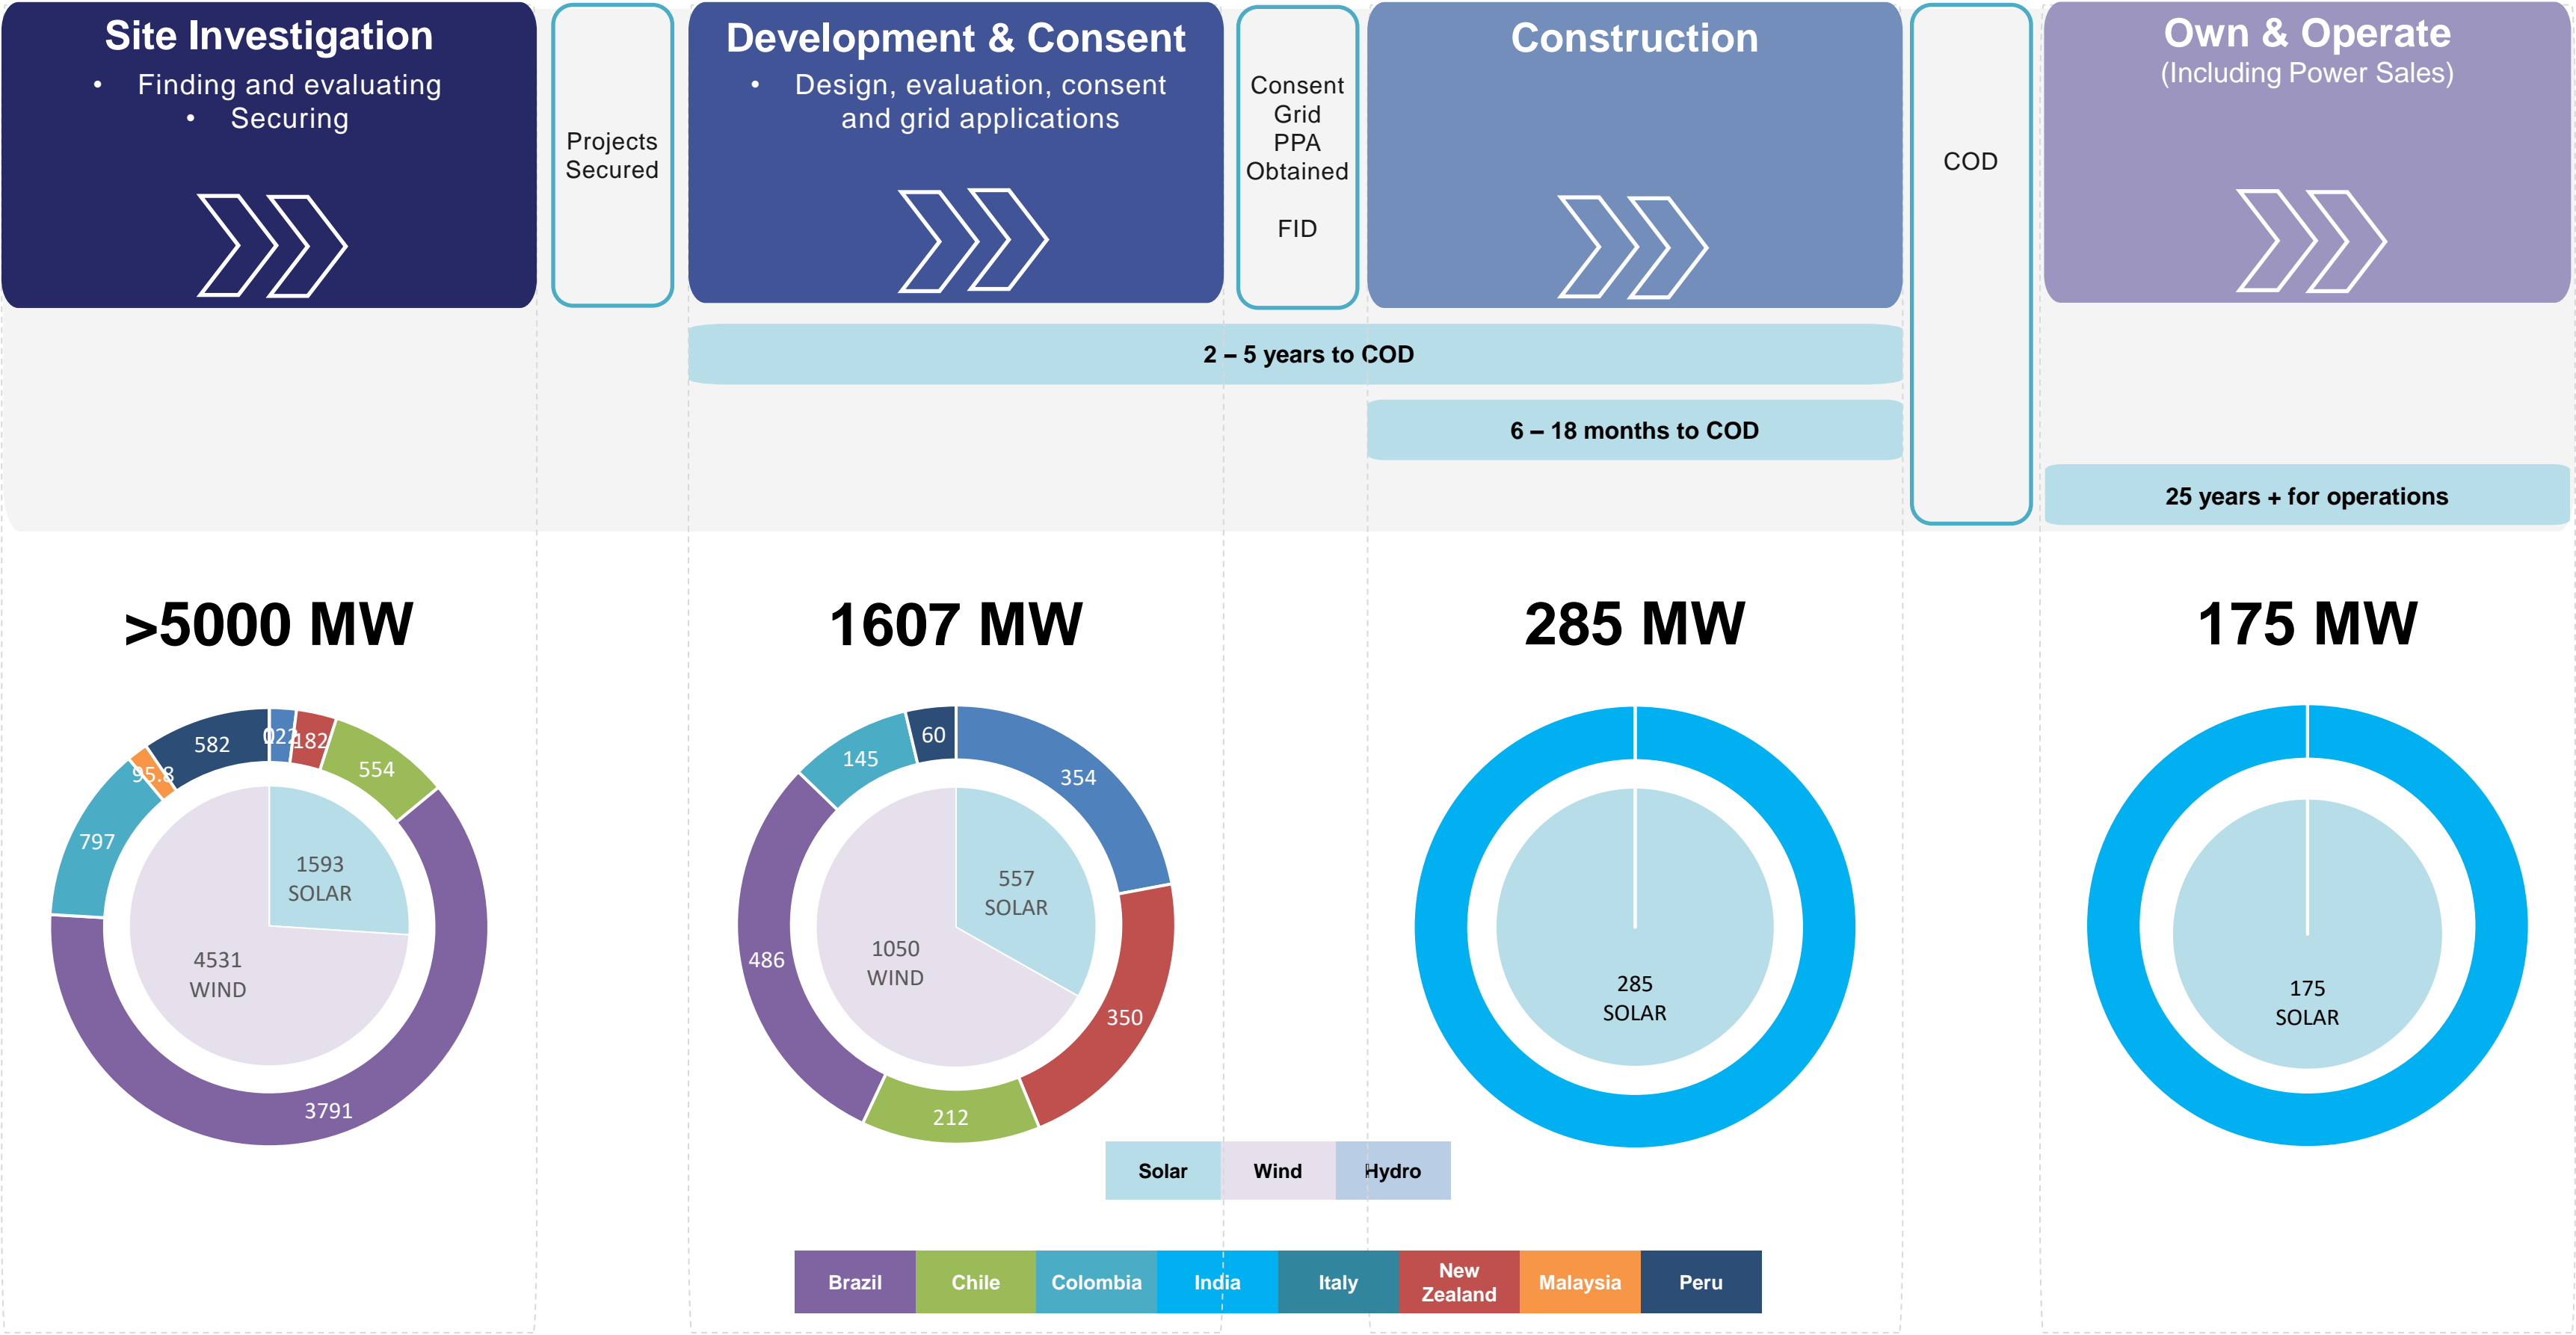 Site Investigation
• Finding and evaluating
• Securing
Projects
Secured
Development & Consent
• Design, evaluation, consent
and grid applications
Consent
Grid
PPA
Obtained
FID
Construction
COD
Own & Operate
(Including Power Sales)
2 – 5 years to COD
6 – 18 months to COD
25 years + for operations
>5000 MW
1607 MW
285 MW
175 MW
182
554
3791
797
95.8
582
1593
SOLAR
4531
WIND
354
350
212
486
145
60
557
SOLAR
1050
WIND
285
SOLAR
175
SOLAR
Solar
Wind
Hydro
Brazil
Chile
Colombia
India
Italy
New
Zealand
Malaysia
Peru